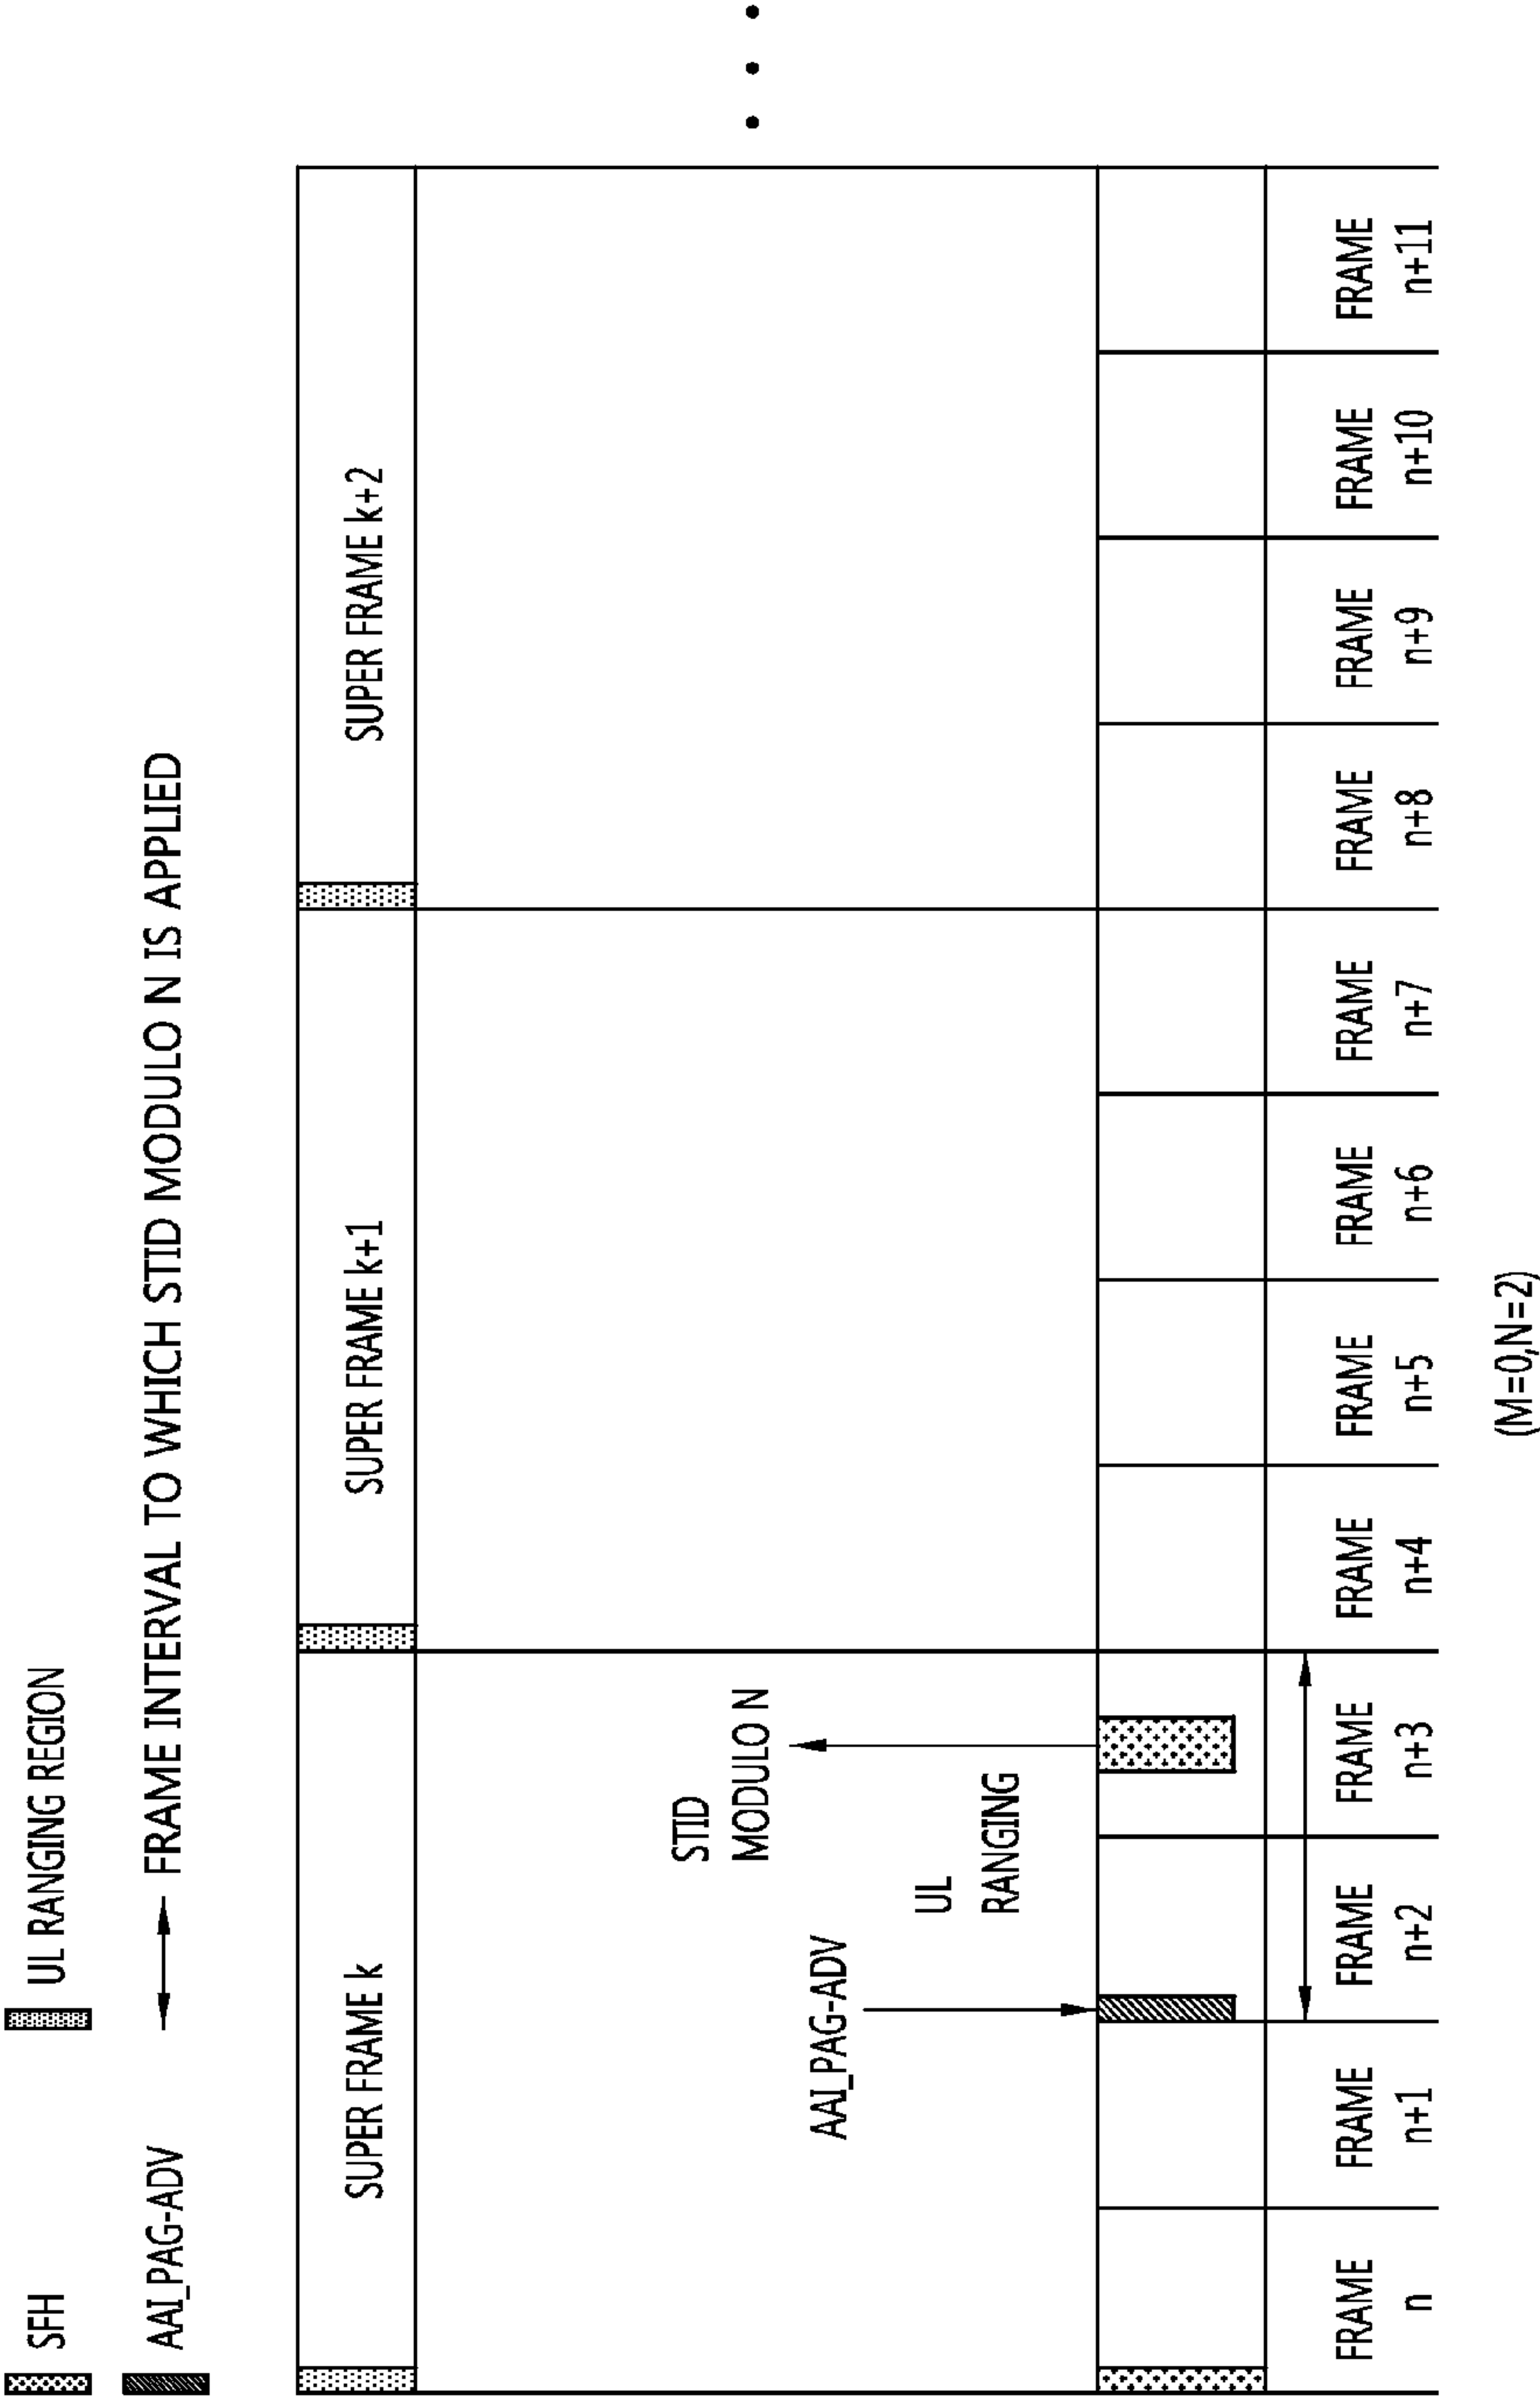 SFH
UL RANGING REGION
AAI_PAG-ADV
FRAME INTERVAL TO WHICH STID MODULO N IS APPLIED
SUPER FRAME k
SUPER FRAME k+1
SUPER FRAME k+2
STID
MODULO N
AAI_PAG-ADV
UL
RANGING
FRAME
n
FRAME
n+1
FRAME
n+2
FRAME
n+3
FRAME
n+4
FRAME
n+5
FRAME
n+6
FRAME
n+7
FRAME
n+8
FRAME
n+9
FRAME
n+10
FRAME
n+11
(M=0,N=2)